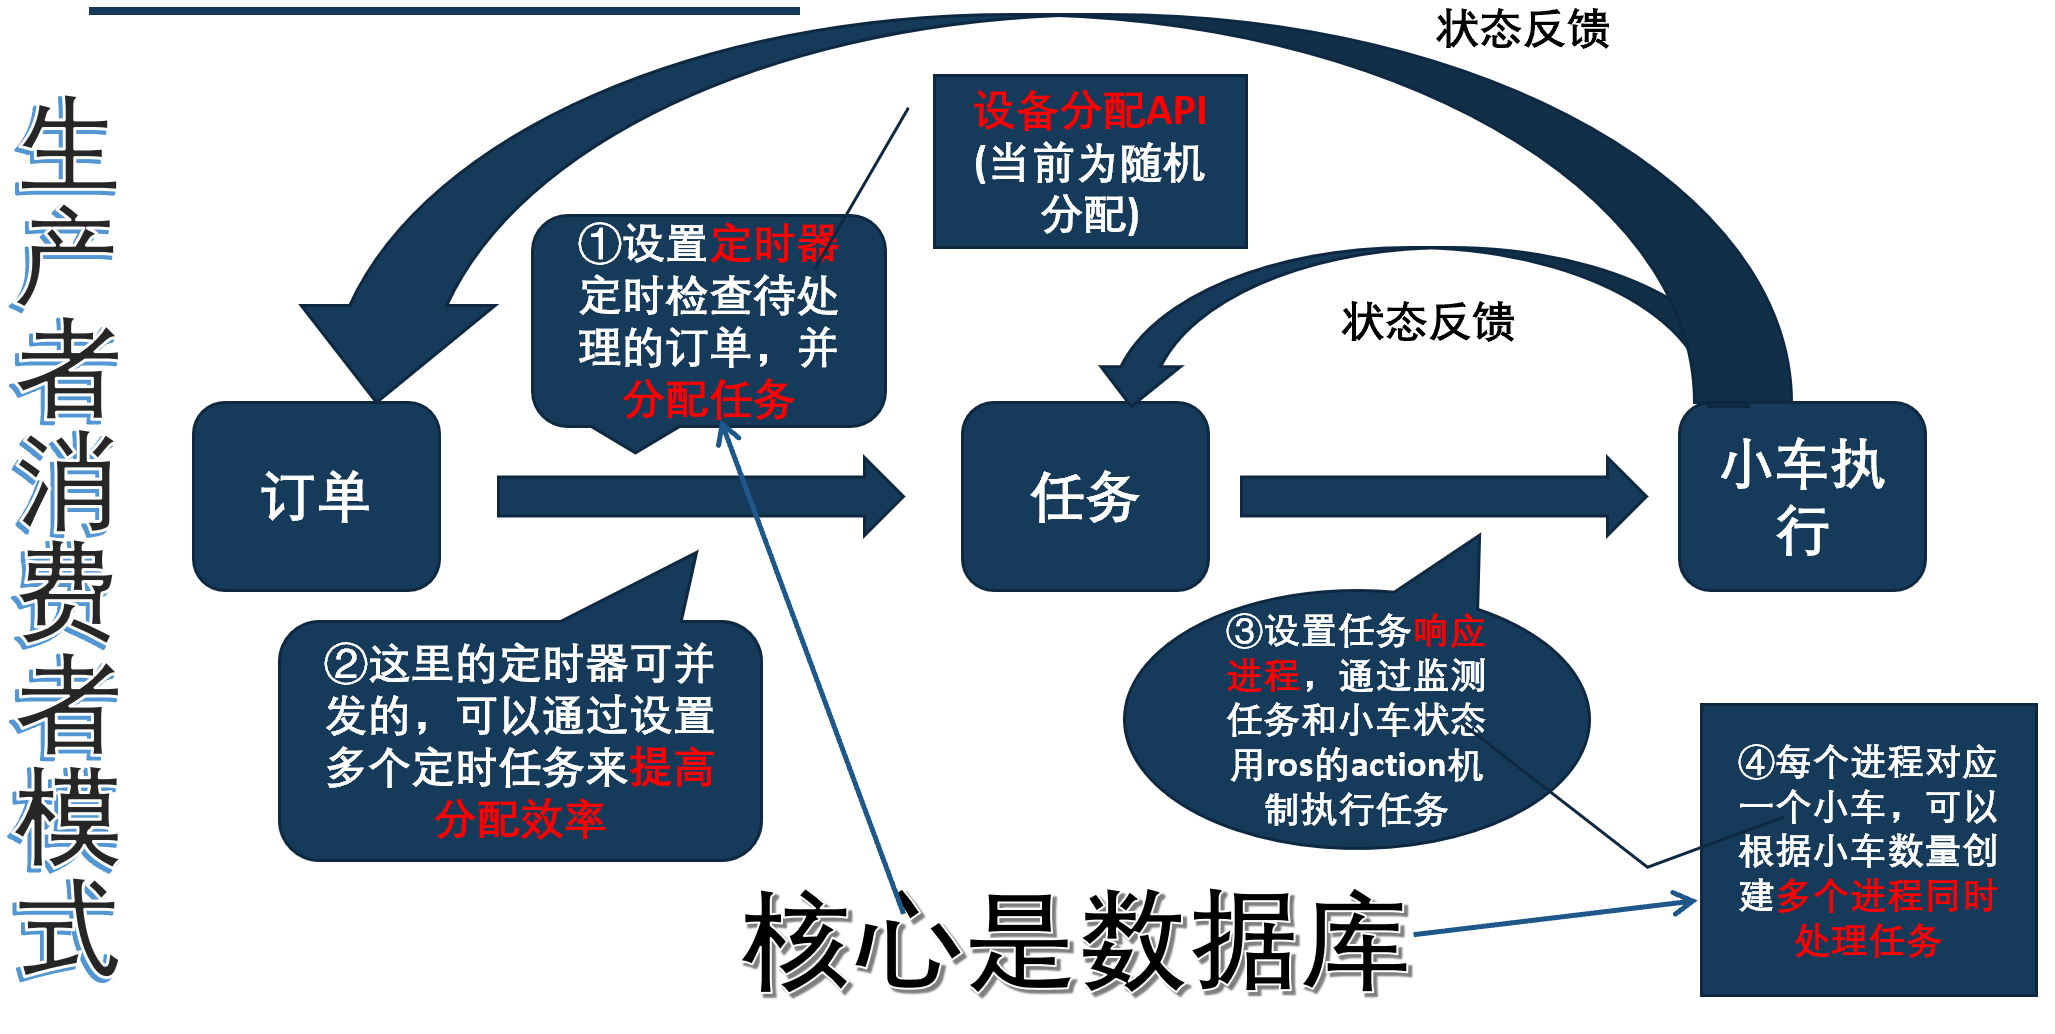 生产者消费者模式
状态反馈
设备分配API
(当前为随机
分配)
①设置定时器
定时检查待处
理的订单，并
分配任务
状态反馈
订单
任务
小车执
行
②这里的定时器可并
发的，可以通过设置
多个定时任务来提高
分配效率
③设置任务响应
进程，通过监测
任务和小车状态
用ros的action机
制执行任务
④每个进程对应
一个小车，可以
根据小车数量创
建多个进程同时
处理任务
核心是数据库